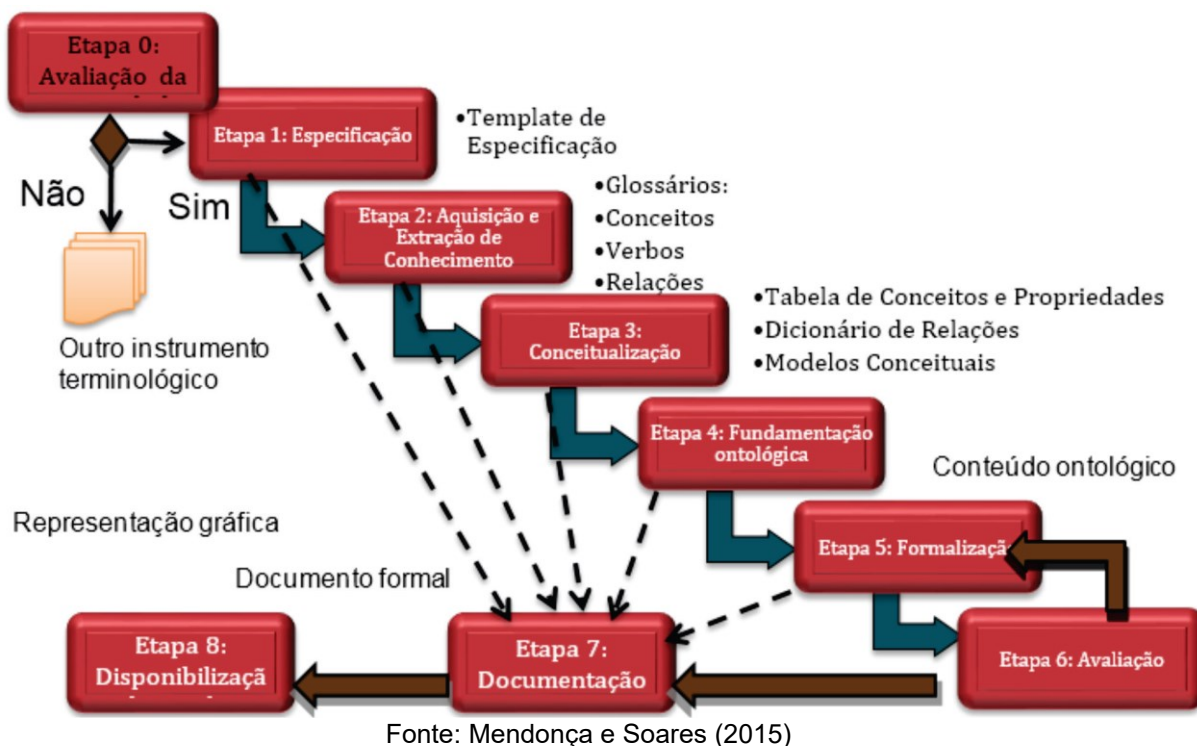 Etapa 0:
Avaliação da
Etapa 1: Especificação
•Template de
Especificação
Não
Sim
Outro instrumento
terminológico
Etapa 2: Aquisição e
Extração de
Conhecimento
•Glossários:
•Conceitos
•Verbos
•Relações
Etapa 3:
Conceitualização
•Tabela de Conceitos e Propriedades
•Dicionário de Relações
•Modelos Conceituais
Etapa 4: Fundamentação
ontológica
Conteúdo ontológico
Etapa 5: Formalizaçã
Representação gráfica
Documento formal
Etapa 6: Avaliação
Etapa 7:
Documentação
Etapa 8:
Disponibilizaçã
Fonte: Mendonça e Soares (2015)